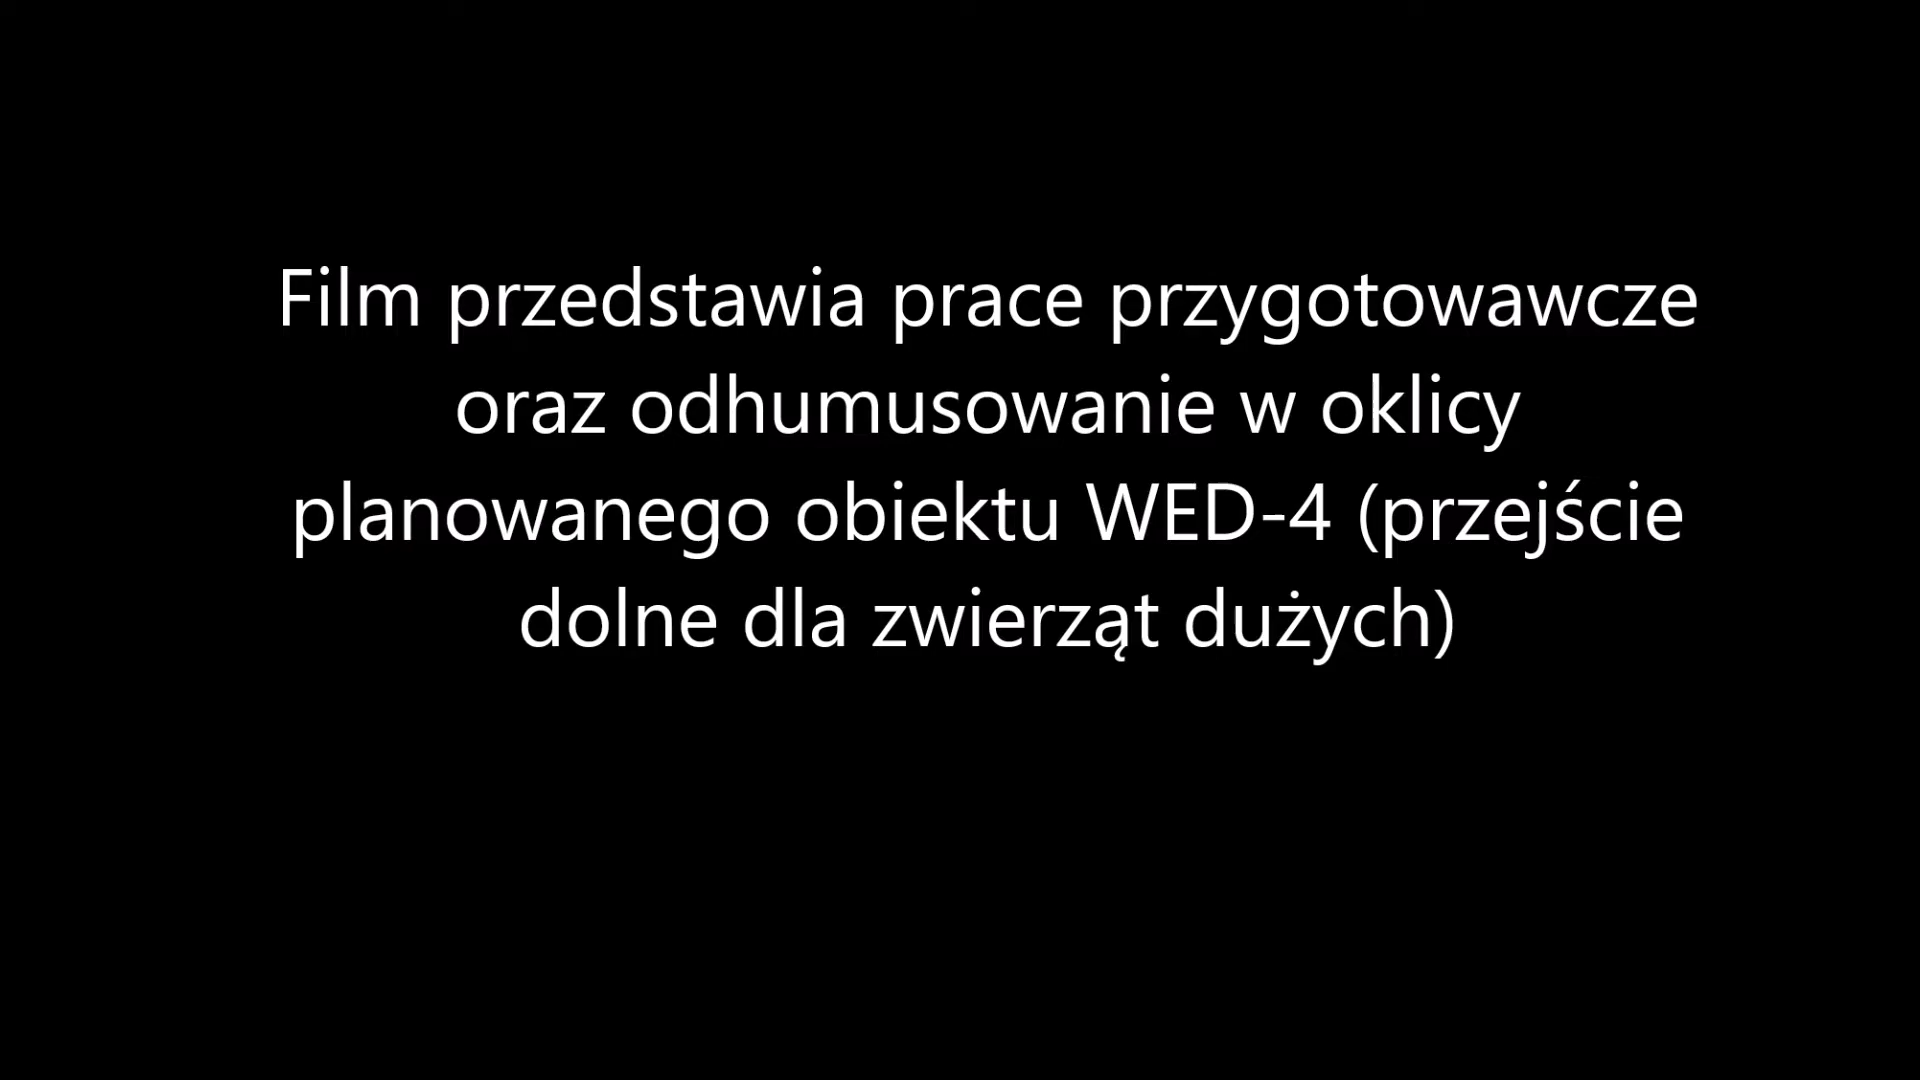 Film przedstawia prace przygotowawcze
oraz odhumusowanie w oklicy
planowanego obiektu WED-4 (przejście
dolne dla zwierząt dużych)